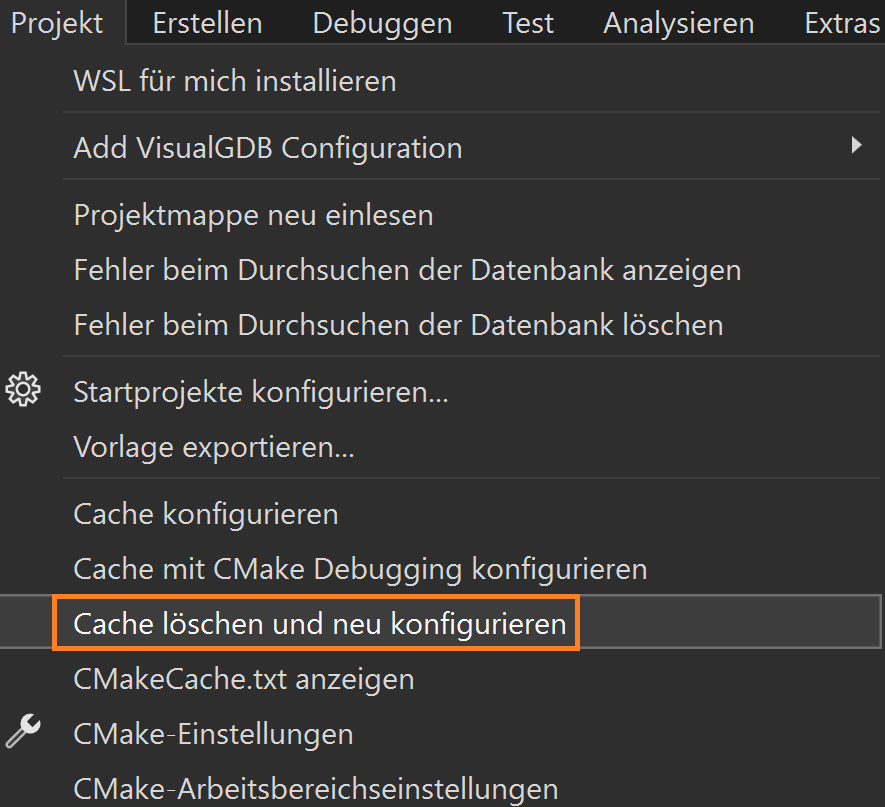 Projekt Erstellen Debuggen Test Analysieren Extras
WSL für mich installieren
Add VisualGDB Configuration
Projektmappe neu einlesen
Fehler beim Durchsuchen der Datenbank anzeigen
Fehler beim Durchsuchen der Datenbank löschen
Startprojekte konfigurieren...
Vorlage exportieren...
Cache konfigurieren
Cache mit CMake Debugging konfigurieren
Cache löschen und neu konfigurieren
CMakeCache.txt anzeigen
CMake-Einstellungen
CMake-Arbeitsbereichseinstellungen